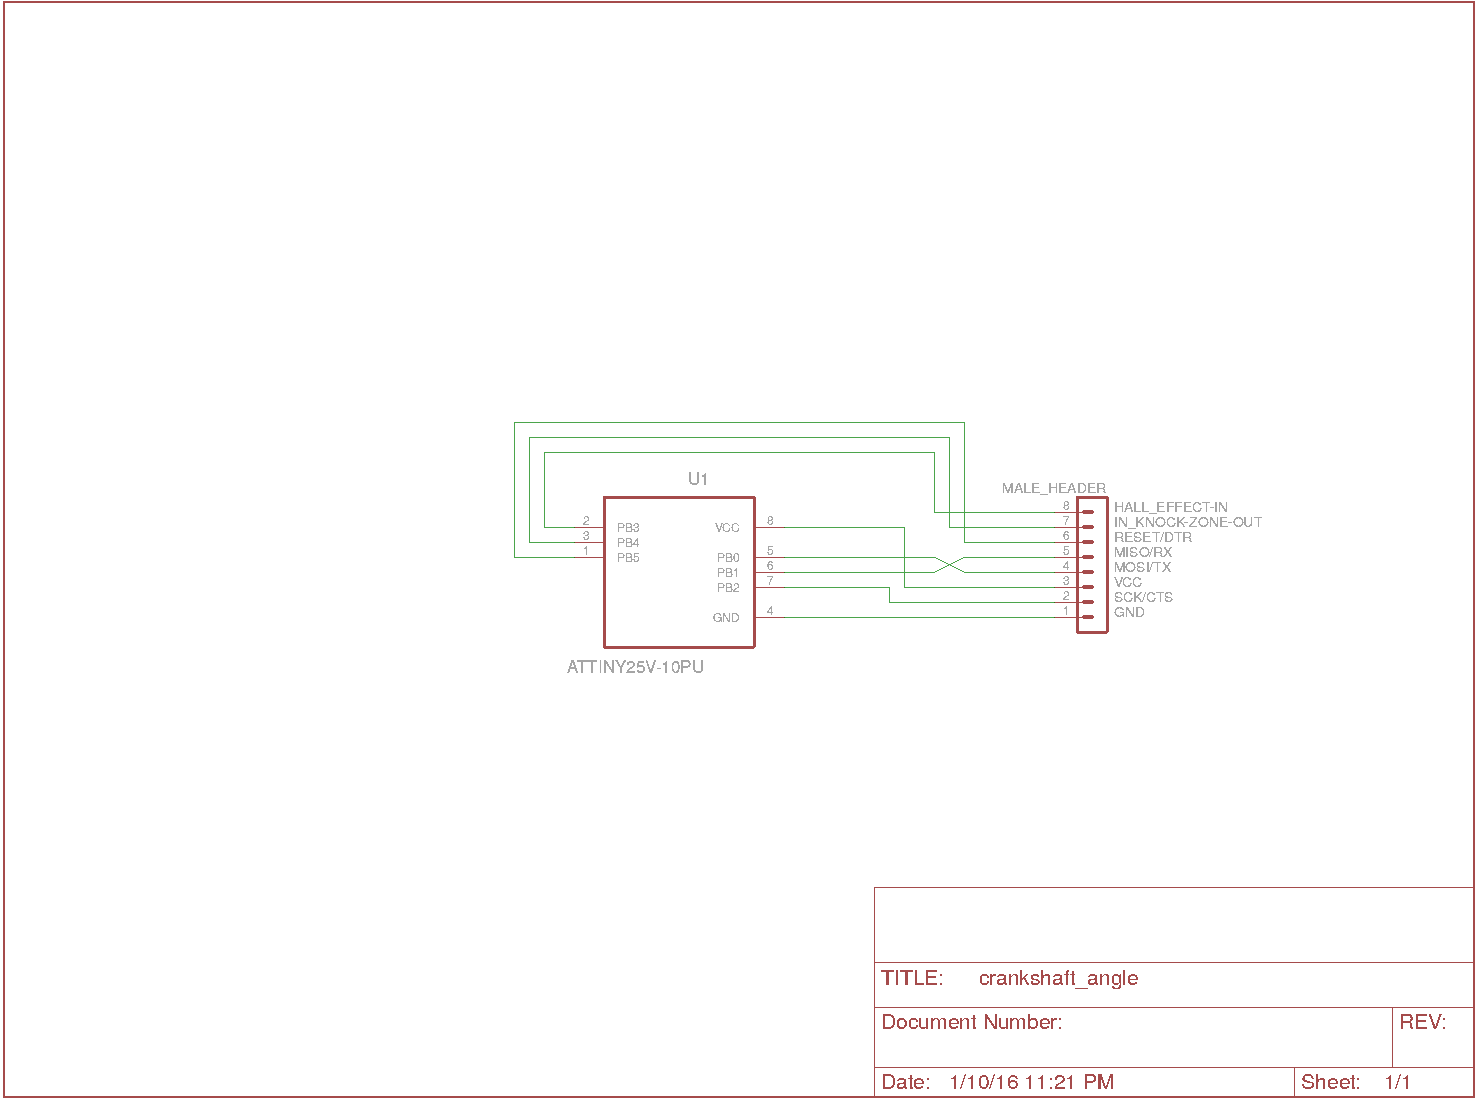 U1
2 PB3
3 PB4
1 PB5
VCC 8
PB0 5
PB1 6
PB2 7
GND 4
ATTINY25V-10PU
MALE_HEADER
8 HALL_EFFECT-IN
7 IN_KNOCK-ZONE-OUT
6 RESET/DTR
5 MISO/RX
4 MOSI/TX
3 VCC
2 SCK/CTS
1 GND
TITLE: crankshaft_angle
Document Number:
REV:
Date: 1/10/16 11:21 PM
Sheet: 1/1